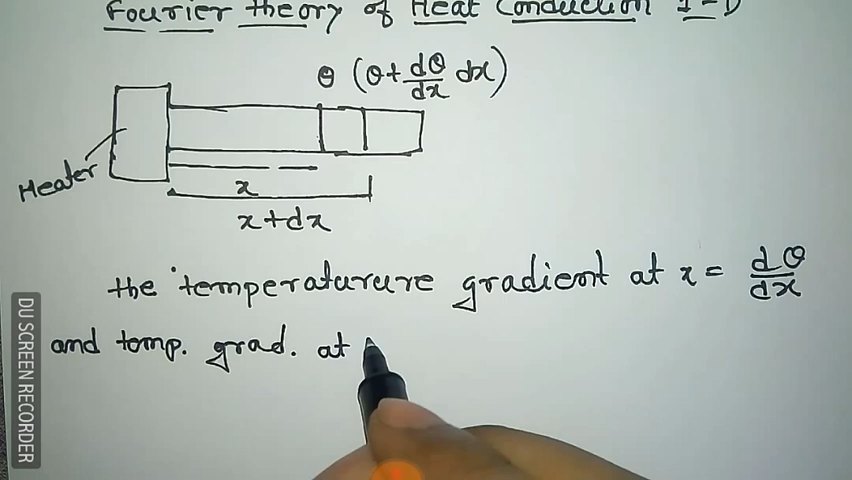 Fourier theory of Heat Conduction 1-D
θ (θ + dθ/dx dx)
Heater
x
x+dx
the temperaturure gradient at x = dθ/dx
and temp. grad. at
DU SCREEN RECORDER